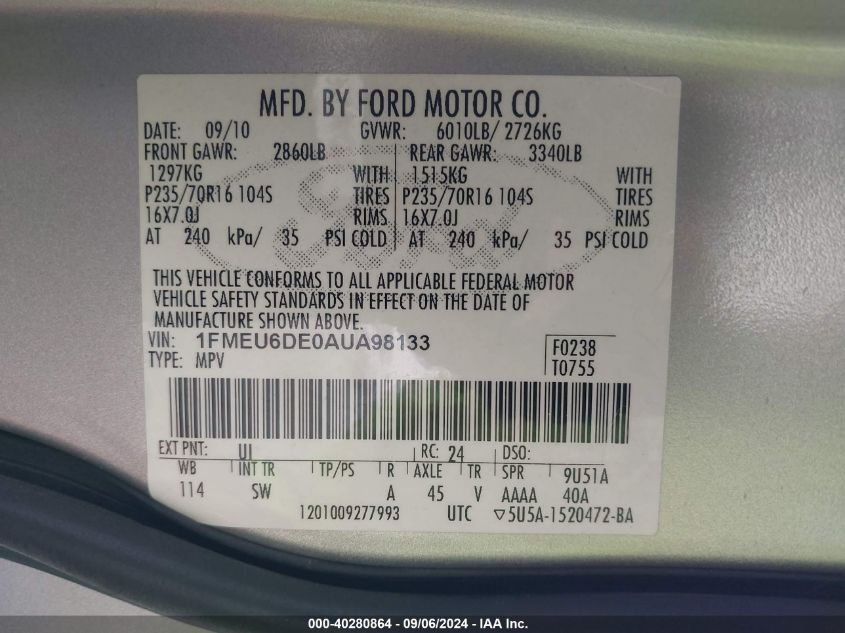 MFD. BY FORD MOTOR CO.
DATE: 09/10 GVWR: 6010LB/ 2726KG
FRONT GAWR: 2860LB REAR GAWR: 3340LB
1297KG WITH 1515KG WITH
P235/70R16 104S TIRES P235/70R16 104S TIRES
16X7.0J RIMS 16X7.0J RIMS
AT 240 kPa/ 35 PSI COLD AT 240 kPa/ 35 PSI COLD
THIS VEHICLE CONFORMS TO ALL APPLICABLE FEDERAL MOTOR
VEHICLE SAFETY STANDARDS IN EFFECT ON THE DATE OF
MANUFACTURE SHOWN ABOVE.
VIN: 1FMEU6DE0AUA98133 F0238
TYPE: MPV T0755
EXT PNT: UI RC: 24 DSO:
WB INT TR TP/PS R AXLE TR SPR 9U51A
114 SW A 45 V AAAA 40A
1201009277993 UTC ▽5U5A-1520472-BA
000-40280864 - 09/06/2024 - IAA Inc.